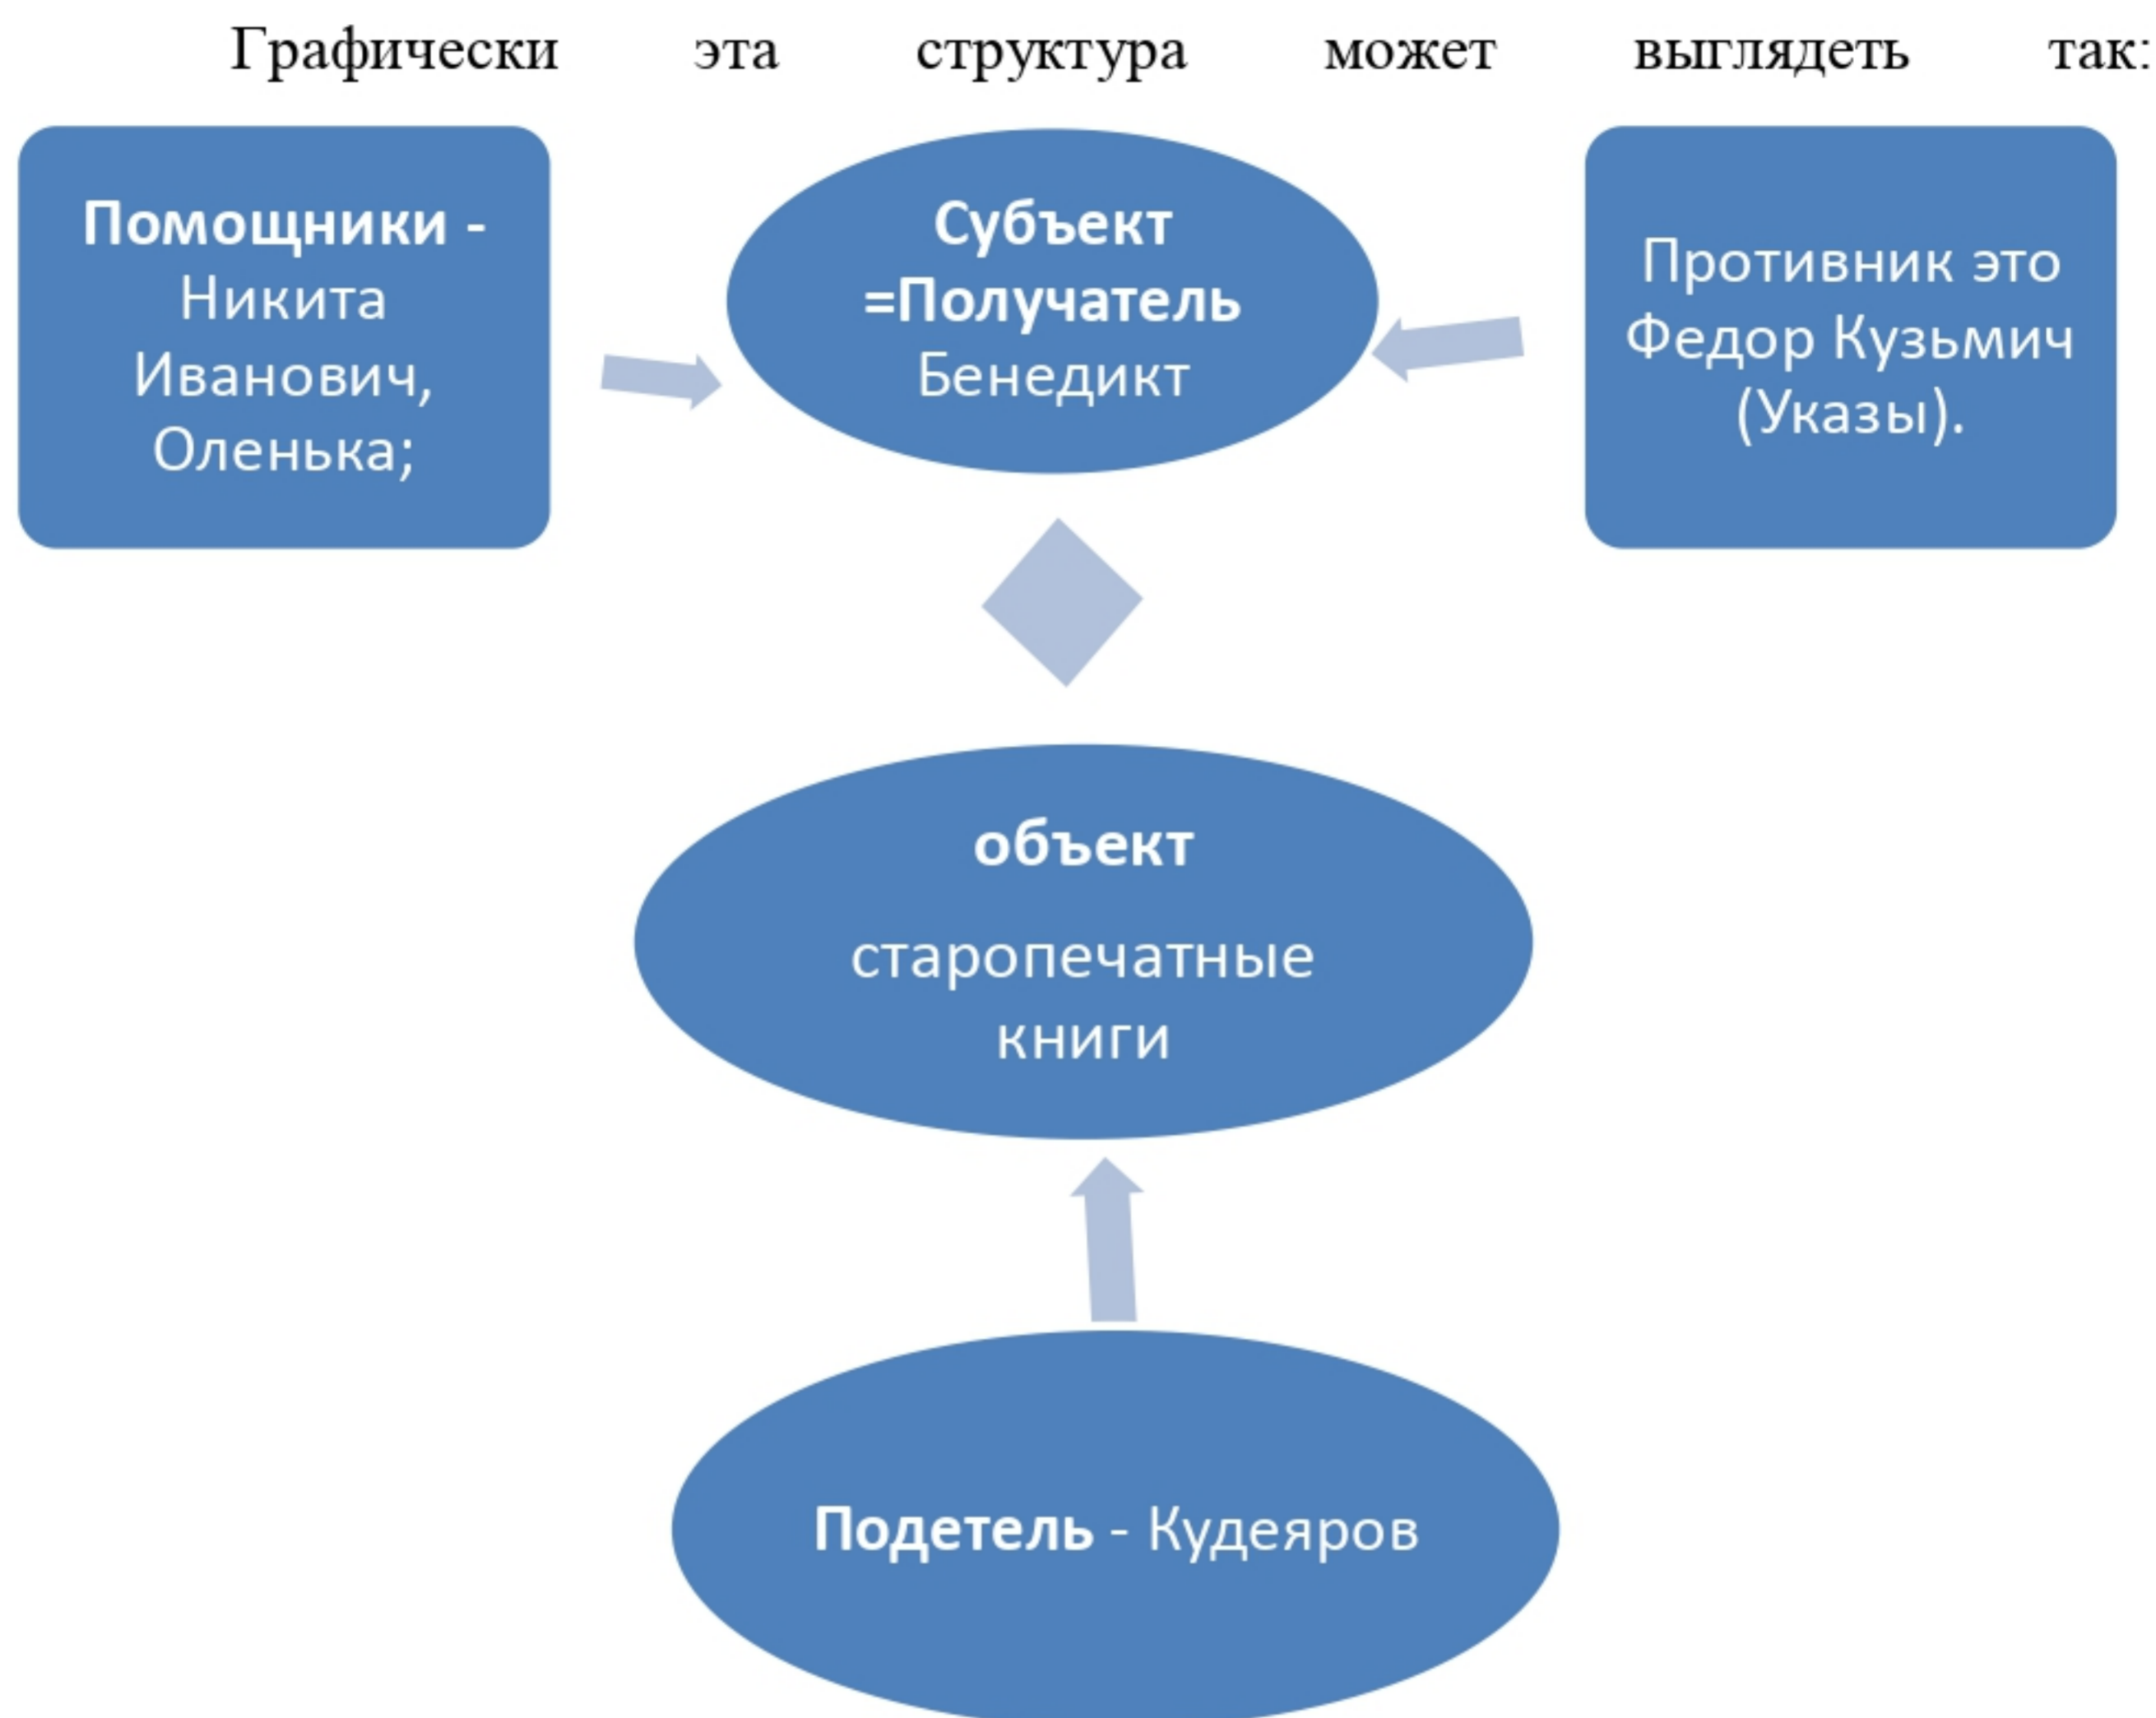 Графически эта структура может выглядеть так:
Помощники -
Никита
Иванович,
Оленька;
Субъект
=Получатель
Бенедикт
Противник это
Федор Кузьмич
(Указы).
объект
старопечатные
книги
Подетель - Кудеяров